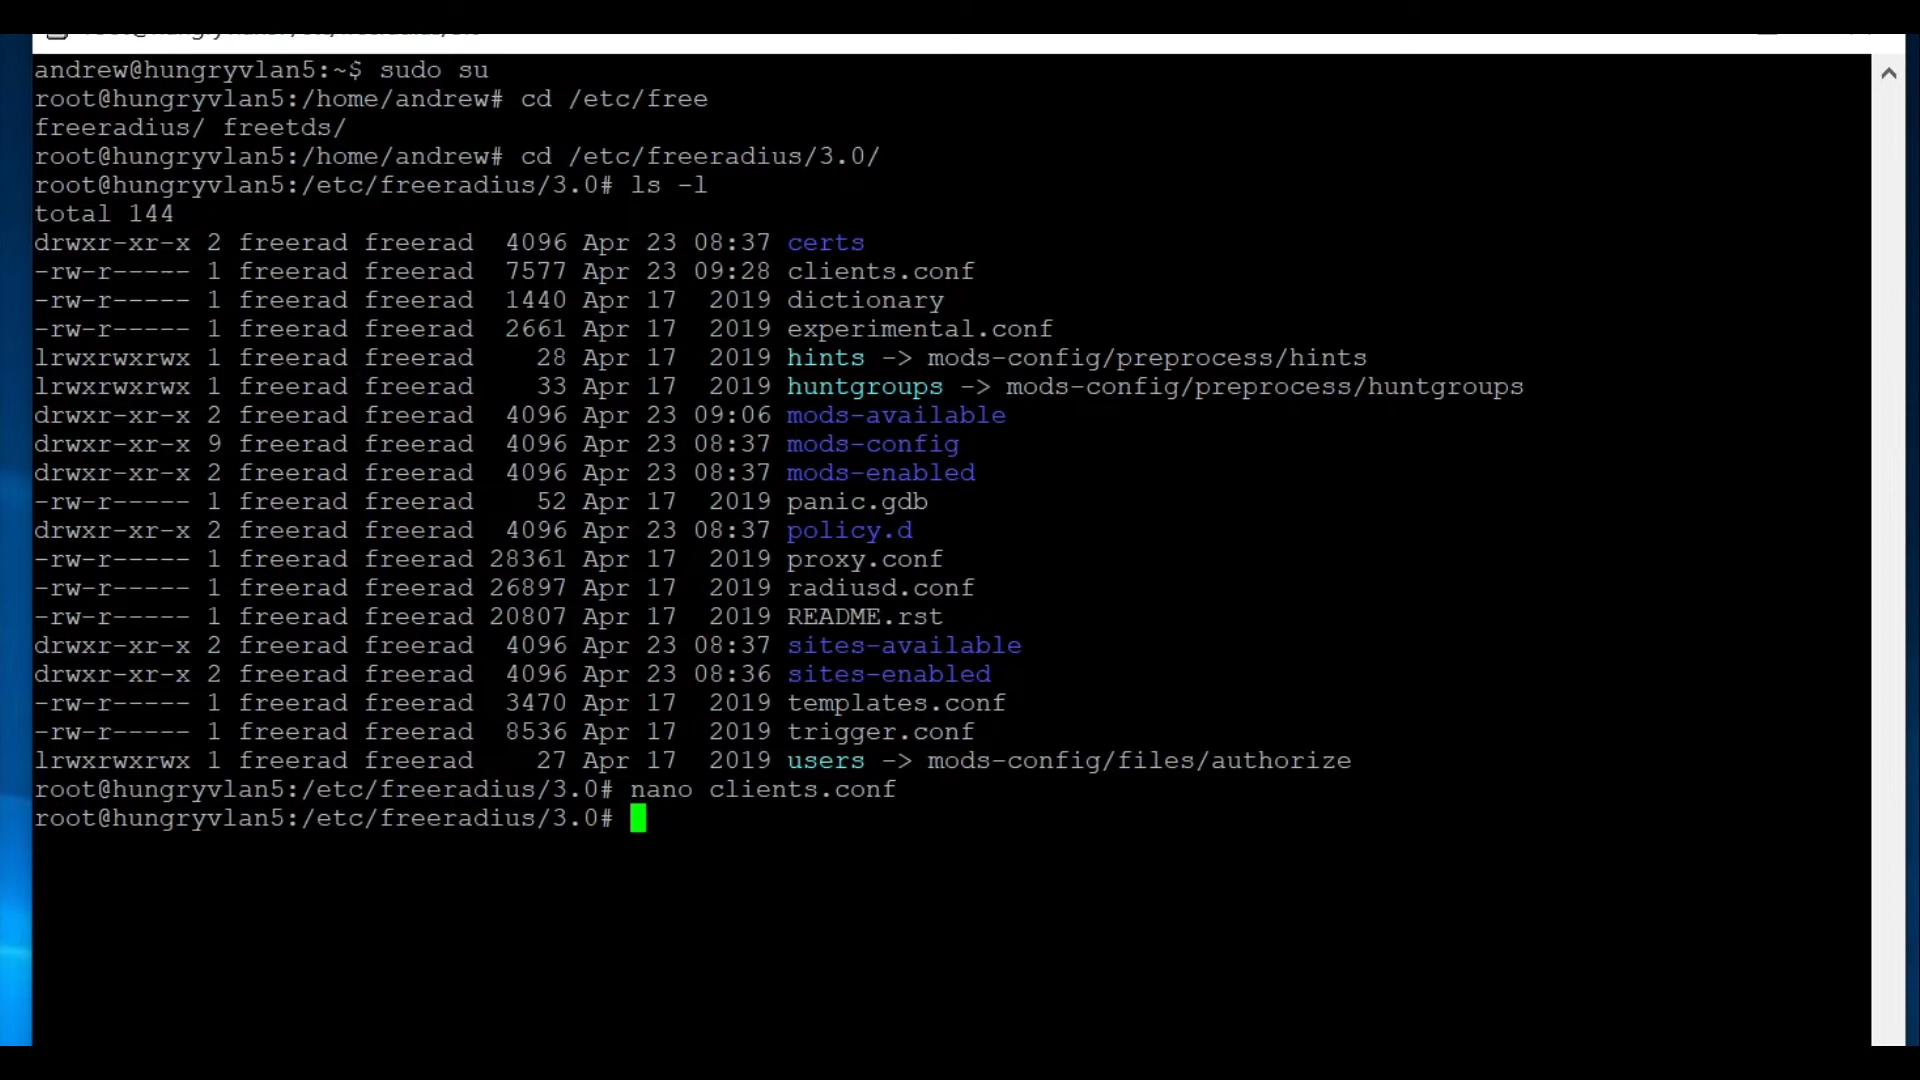 andrew@hungryvlan5:~$ sudo su
root@hungryvlan5:/home/andrew# cd /etc/free
freeradius/ freetds/
root@hungryvlan5:/home/andrew# cd /etc/freeradius/3.0/
root@hungryvlan5:/etc/freeradius/3.0# ls -l
total 144
drwxr-xr-x 2 freerad freerad  4096 Apr 23 08:37 certs
-rw-r----- 1 freerad freerad  7577 Apr 23 09:28 clients.conf
-rw-r----- 1 freerad freerad  1440 Apr 17  2019 dictionary
-rw-r----- 1 freerad freerad  2661 Apr 17  2019 experimental.conf
lrwxrwxrwx 1 freerad freerad    28 Apr 17  2019 hints -> mods-config/preprocess/hints
lrwxrwxrwx 1 freerad freerad    33 Apr 17  2019 huntgroups -> mods-config/preprocess/huntgroups
drwxr-xr-x 2 freerad freerad  4096 Apr 23 09:06 mods-available
drwxr-xr-x 9 freerad freerad  4096 Apr 23 08:37 mods-config
drwxr-xr-x 2 freerad freerad  4096 Apr 23 08:37 mods-enabled
-rw-r----- 1 freerad freerad    52 Apr 17  2019 panic.gdb
drwxr-xr-x 2 freerad freerad  4096 Apr 23 08:37 policy.d
-rw-r----- 1 freerad freerad 28361 Apr 17  2019 proxy.conf
-rw-r----- 1 freerad freerad 26897 Apr 17  2019 radiusd.conf
-rw-r----- 1 freerad freerad 20807 Apr 17  2019 README.rst
drwxr-xr-x 2 freerad freerad  4096 Apr 23 08:37 sites-available
drwxr-xr-x 2 freerad freerad  4096 Apr 23 08:36 sites-enabled
-rw-r----- 1 freerad freerad  3470 Apr 17  2019 templates.conf
-rw-r----- 1 freerad freerad  8536 Apr 17  2019 trigger.conf
lrwxrwxrwx 1 freerad freerad    27 Apr 17  2019 users -> mods-config/files/authorize
root@hungryvlan5:/etc/freeradius/3.0# nano clients.conf
root@hungryvlan5:/etc/freeradius/3.0#